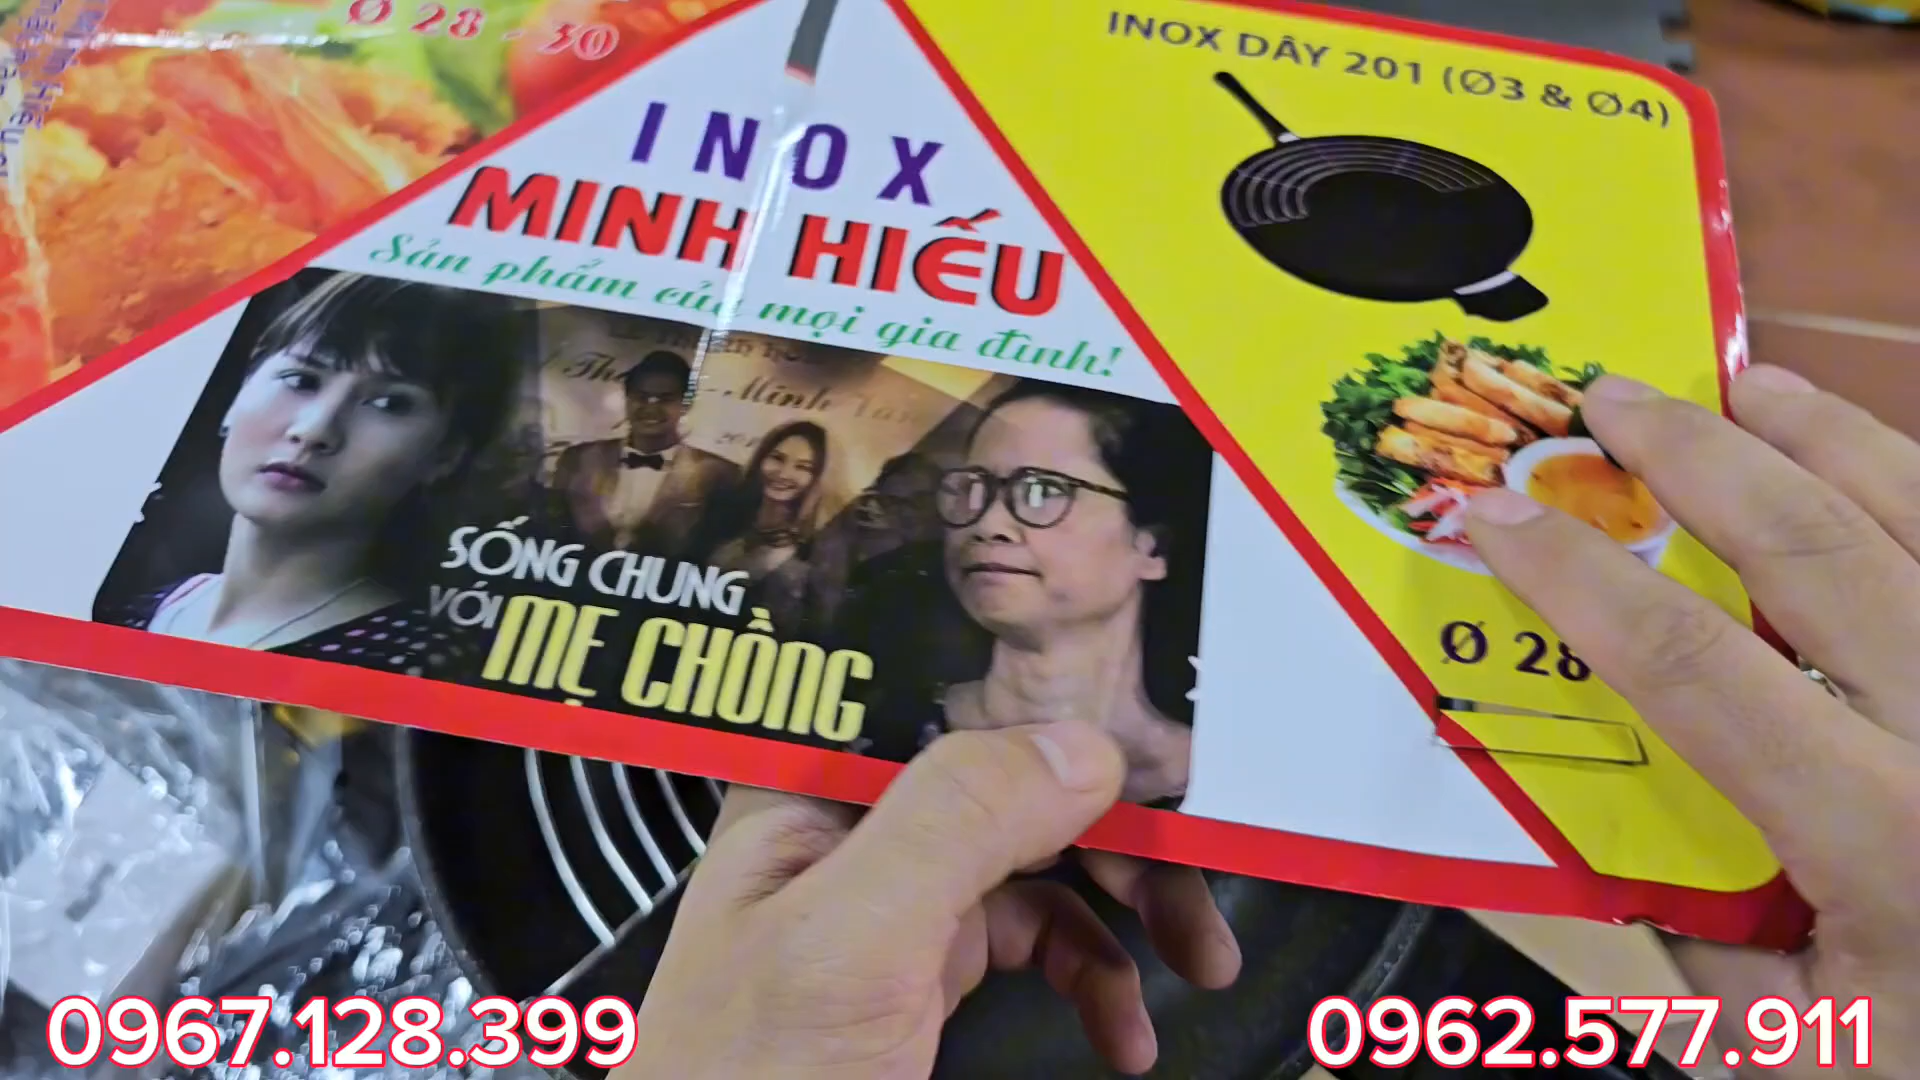 Ø 28 - 30
INOX DÂY 201 (Ø3 & Ø4)
INOX
MINH HIẾU
Sản phẩm của mọi gia đình!
SỐNG CHUNG
VỚI MẸ CHỒNG
Ø 28
0967.128.399
0962.577.911